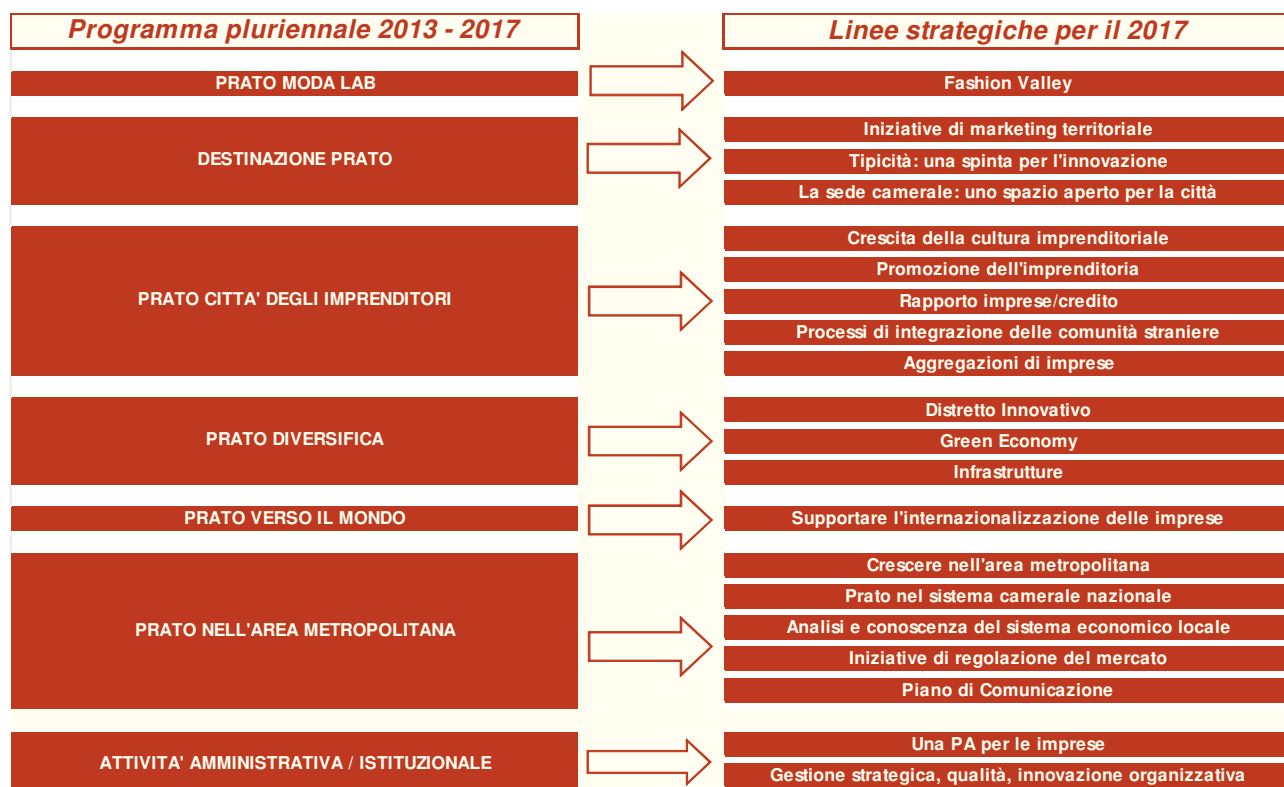 Programma pluriennale 2013 - 2017
Linee strategiche per il 2017
PRATO MODA LAB
Fashion Valley
DESTINAZIONE PRATO
Iniziative di marketing territoriale
Tipicità: una spinta per l'innovazione
La sede camerale: uno spazio aperto per la città
PRATO CITTA' DEGLI IMPRENDITORI
Crescita della cultura imprenditoriale
Promozione dell'imprenditoria
Rapporto imprese/credito
Processi di integrazione delle comunità straniere
Aggregazioni di imprese
PRATO DIVERSIFICA
Distretto Innovativo
Green Economy
Infrastrutture
PRATO VERSO IL MONDO
Supportare l'internazionalizzazione delle imprese
PRATO NELL'AREA METROPOLITANA
Crescere nell'area metropolitana
Prato nel sistema camerale nazionale
Analisi e conoscenza del sistema economico locale
Iniziative di regolazione del mercato
Piano di Comunicazione
ATTIVITA' AMMINISTRATIVA / ISTITUZIONALE
Una PA per le imprese
Gestione strategica, qualità, innovazione organizzativa